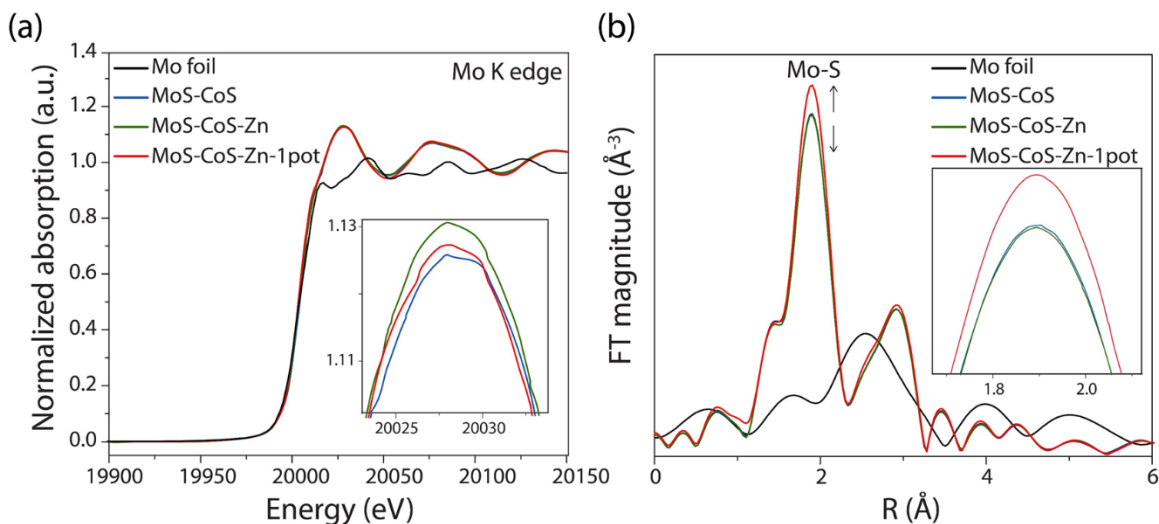 (a)
Normalized absorption (a.u.)
1.4
1.2
1.0
0.8
0.6
0.4
0.2
0.0
Mo foil
MoS-CoS
MoS-CoS-Zn
MoS-CoS-Zn-1pot
Mo K edge
1.13
1.11
20025 20030
19900 19950 20000 20050 20100 20150
Energy (eV)
(b)
FT magnitude (Å-3)
Mo-S
Mo foil
MoS-CoS
MoS-CoS-Zn
MoS-CoS-Zn-1pot
1.8 2.0
0 2 4 6
R (Å)